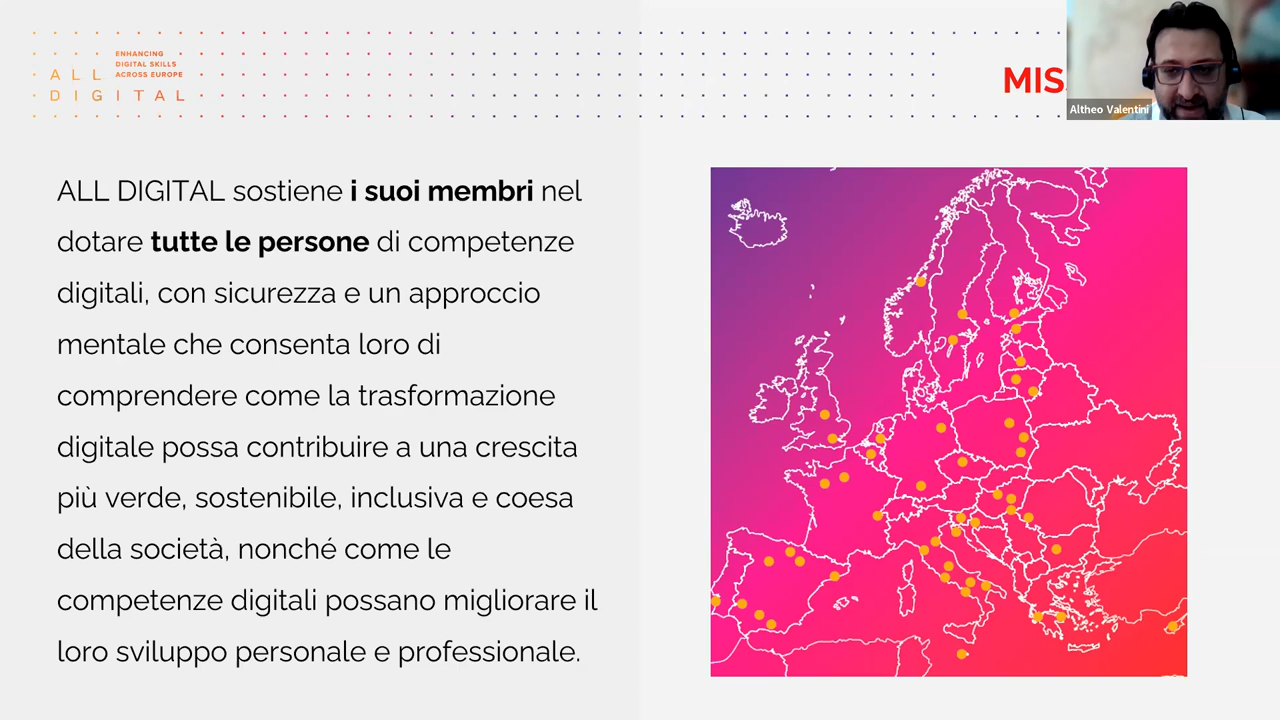 ENHANCING
DIGITAL SKILLS
ACROSS EUROPE
ALL
DIGITAL
MIS
Altheo Valentini
ALL DIGITAL sostiene i suoi membri nel
dotare tutte le persone di competenze
digitali, con sicurezza e un approccio
mentale che consenta loro di
comprendere come la trasformazione
digitale possa contribuire a una crescita
più verde, sostenibile, inclusiva e coesa
della società, nonché come le
competenze digitali possano migliorare il
loro sviluppo personale e professionale.